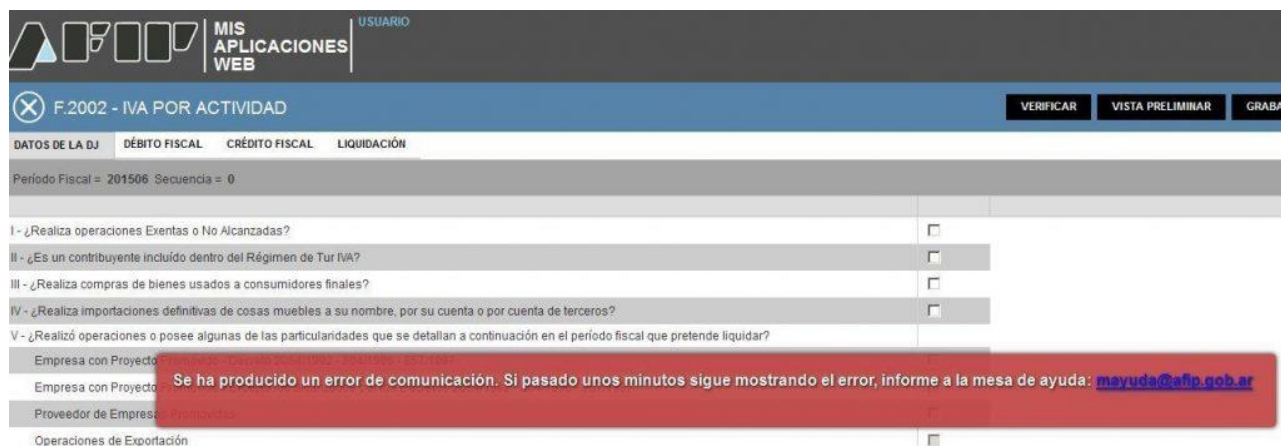 AFIP
MIS
APLICACIONES
WEB
USUARIO
F.2002 - IVA POR ACTIVIDAD
VERIFICAR
VISTA PRELIMINAR
DATOS DE LA DJ
DÉBITO FISCAL
CRÉDITO FISCAL
LIQUIDACIÓN
Período Fiscal = 201506 Secuencia = 0
I - ¿Realiza operaciones Exentas o No Alcanzadas?
II - ¿Es un contribuyente incluído dentro del Régimen de Tur IVA?
III - ¿Realiza compras de bienes usados a consumidores finales?
IV - ¿Realiza importaciones definitivas de cosas muebles a su nombre, por su cuenta o por cuenta de terceros?
V - ¿Realizó operaciones o posee algunas de las particularidades que se detallan a continuación en el período fiscal que pretende liquidar?
Empresa con Proyecto
Se ha producido un error de comunicación. Si pasado unos minutos sigue mostrando el error, informe a la mesa de ayuda: mayuda@afip.gob.ar
Empresa con Proyecto
Proveedor de Empresas
Operaciones de Exportación